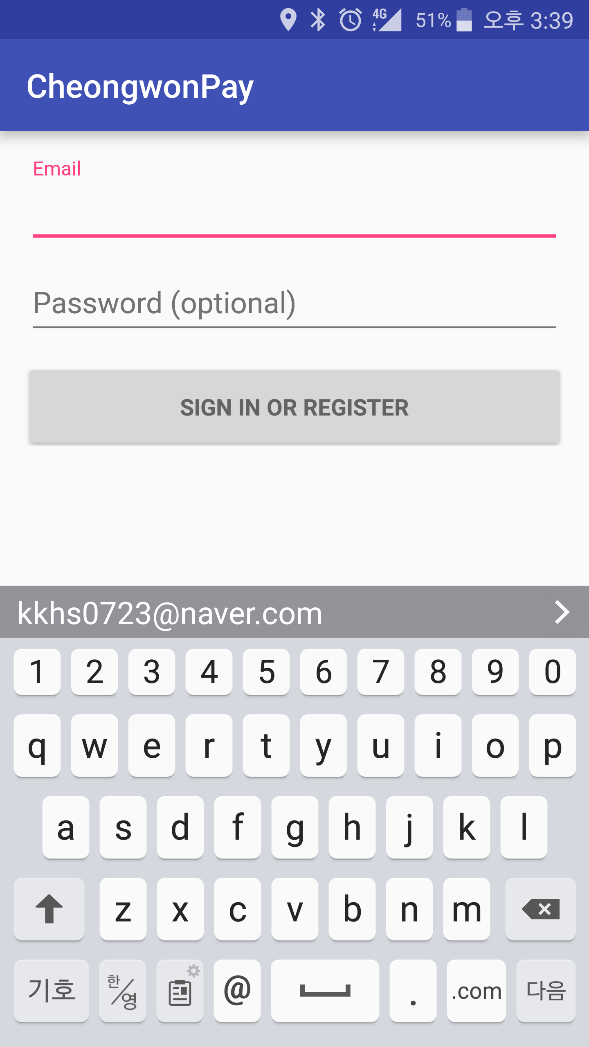 4G 51% 오후 3:39
CheongwonPay
Email
Password (optional)
SIGN IN OR REGISTER
kkhs0723@naver.com
1 2 3 4 5 6 7 8 9 0
q w e r t y u i o p
a s d f g h j k l
z x c v b n m
기호 한/영 @ . .com 다음